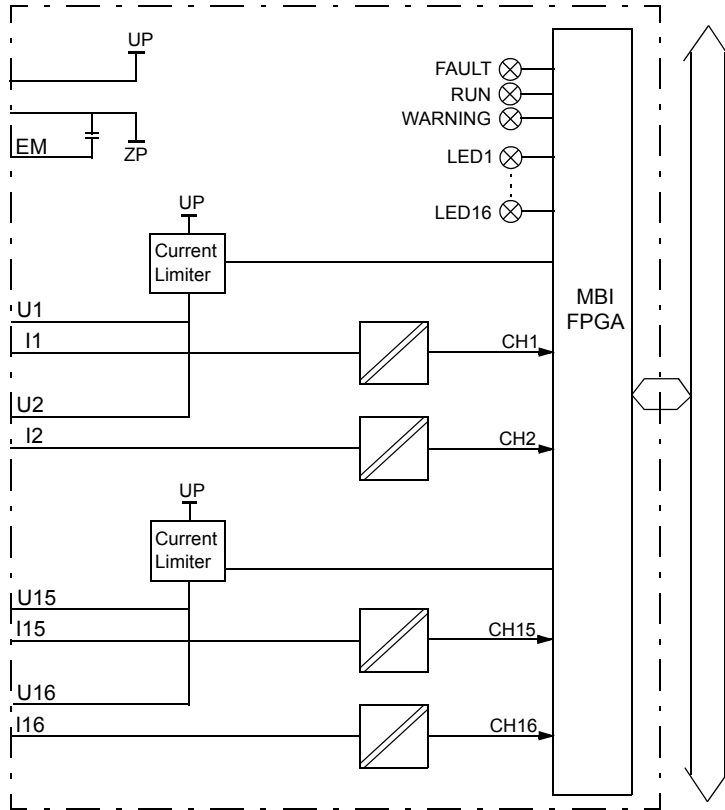 UP
FAULT
RUN
WARNING
EM
ZP
LED1
UP
LED16
Current
Limiter
MBI
FPGA
U1
I1
CH1
U2
I2
CH2
UP
Current
Limiter
U15
I15
CH15
U16
I16
CH16